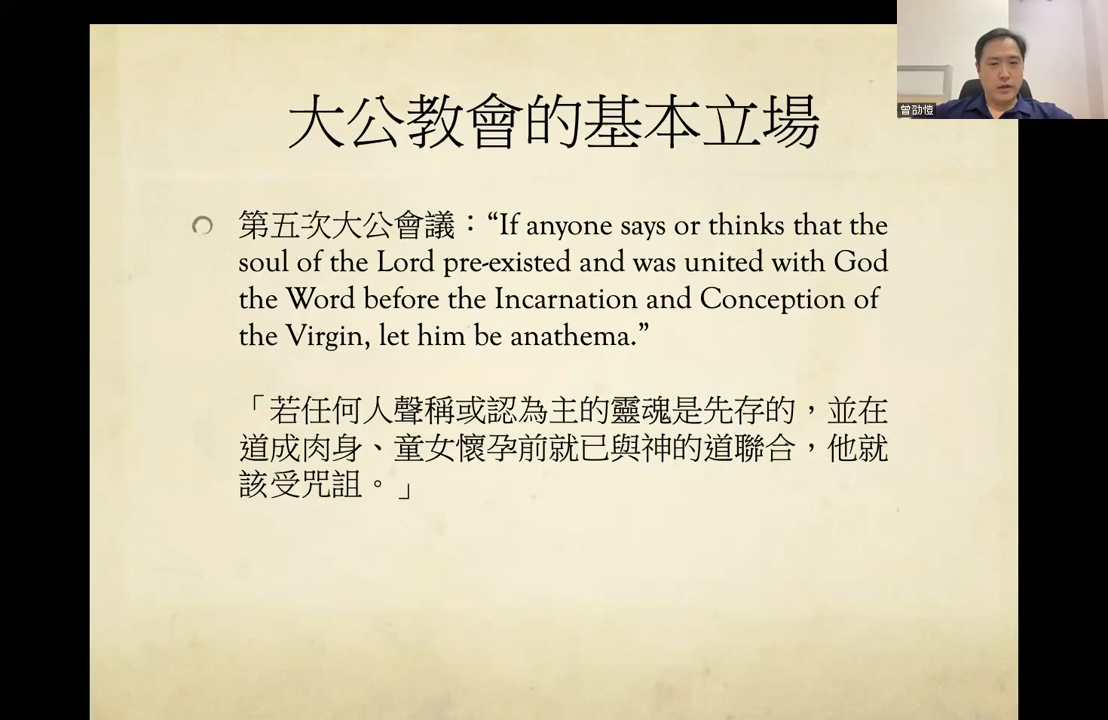 大公教會的基本立場
曾劭愷
第五次大公會議：“If anyone says or thinks that the
soul of the Lord pre-existed and was united with God
the Word before the Incarnation and Conception of
the Virgin, let him be anathema.”
「若任何人聲稱或認為主的靈魂是先存的，並在
道成肉身、童女懷孕前就已與神的道聯合，他就
該受咒詛。」